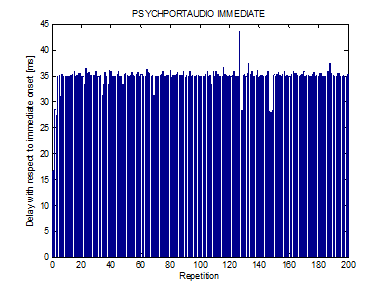 PSYCHPORTAUDIO IMMEDIATE
Delay with respect to immediate onset [ms]
45
40
35
30
25
20
15
10
5
0
0 20 40 60 80 100 120 140 160 180 200
Repetition